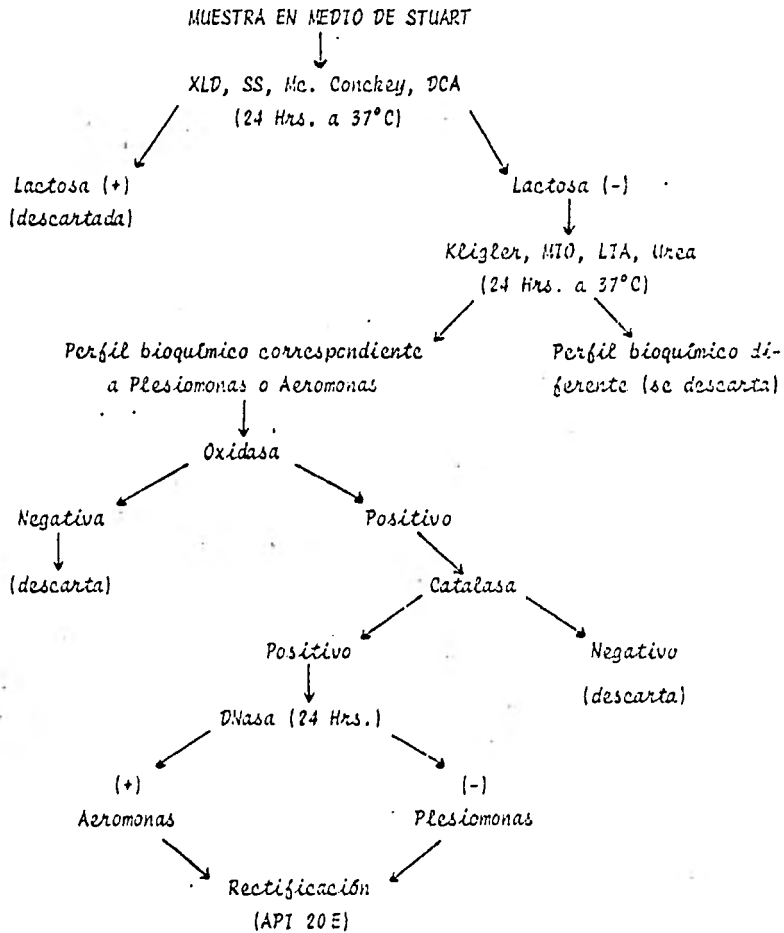 MUESTRA EN MEDIO DE STUART
XLD, SS, Mc. Conckey, DCA
(24 Hrs. a 37°C)
Lactosa (+)
(descartada)
Lactosa (-)
Kligler, MIO, LIA, Urea
(24 Hrs. a 37°C)
Perfil bioquímico correspondiente
a Plesiomonas o Aeromonas
Perfil bioquímico di-
ferente (se descarta)
Oxidasa
Negativa
Positivo
(descarta)
Catalasa
Positivo
Negativo
(descarta)
DNasa (24 Hrs.)
(+)
(-)
Aeromonas
Plesiomonas
Rectificación
(API 20E)